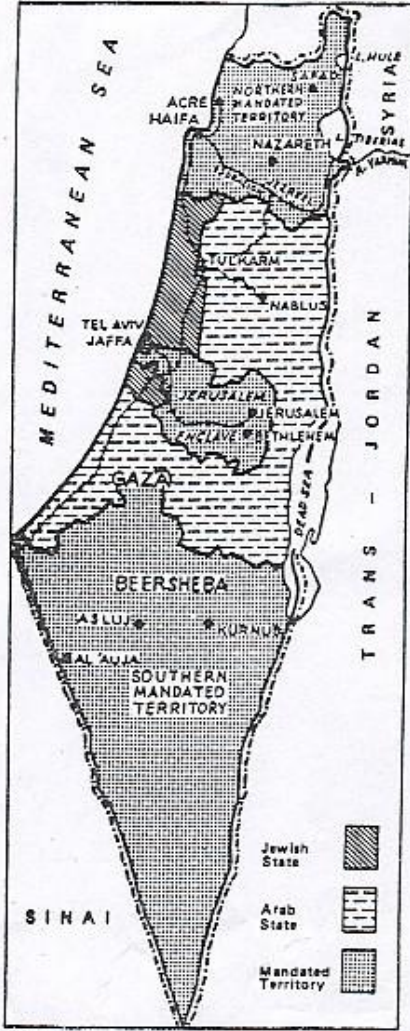 MEDITERRANEAN SEA
L. HULE
SAFAD
SYRIA
NORTHERN
MANDATED
TERRITORY
ACRE
HAIFA
L. TIBERIAS
NAZARETH
R. YARMUK
TULKARM
NABLUS
TEL AVIV
JAFFA
JERUSALEM
ENCLAVE
JERUSALEM
BETHLEHEM
GAZA
DEAD SEA
TRANS - JORDAN
BEERSHEBA
ASLUJ
KURNUB
AL 'AUJA
SOUTHERN
MANDATED
TERRITORY
SINAI
Jewish
State
Arab
State
Mandated
Territory